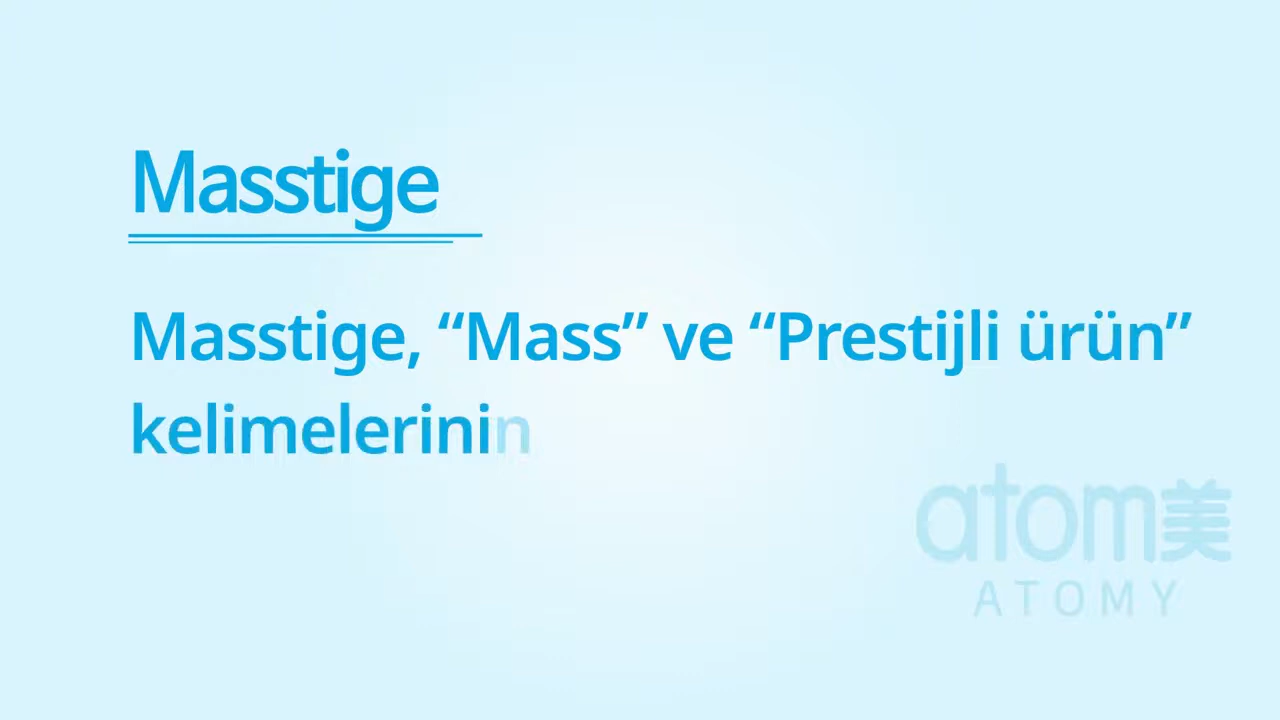 Masstige
Masstige, “Mass” ve “Prestijli ürün”
kelimelerinin
atom美
ATOMY